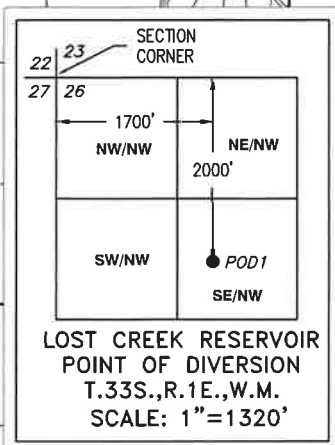 SECTION
CORNER
22 23
27 26
1700'
NW/NW
NE/NW
2000'
SW/NW
POD1
SE/NW
LOST CREEK RESERVOIR
POINT OF DIVERSION
T.33S.,R.1E.,W.M.
SCALE: 1"=1320'